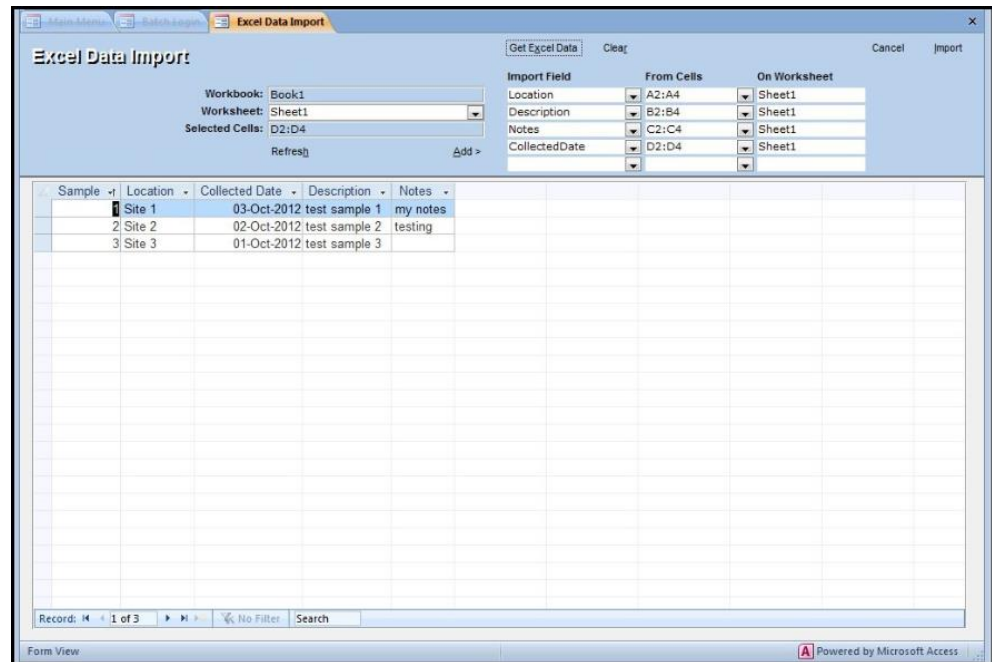 Main Menu Batch Login Excel Data Import
Excel Data Import
Get Excel Data Clear Cancel Import
Import Field From Cells On Worksheet
Workbook: Book1
Worksheet: Sheet1
Selected Cells: D2:D4
Refresh Add >
Location A2:A4 Sheet1
Description B2:B4 Sheet1
Notes C2:C4 Sheet1
CollectedDate D2:D4 Sheet1
Sample Location Collected Date Description Notes
1 Site 1 03-Oct-2012 test sample 1 my notes
2 Site 2 02-Oct-2012 test sample 2 testing
3 Site 3 01-Oct-2012 test sample 3
Record: 1 of 3 No Filter Search
Form View Powered by Microsoft Access